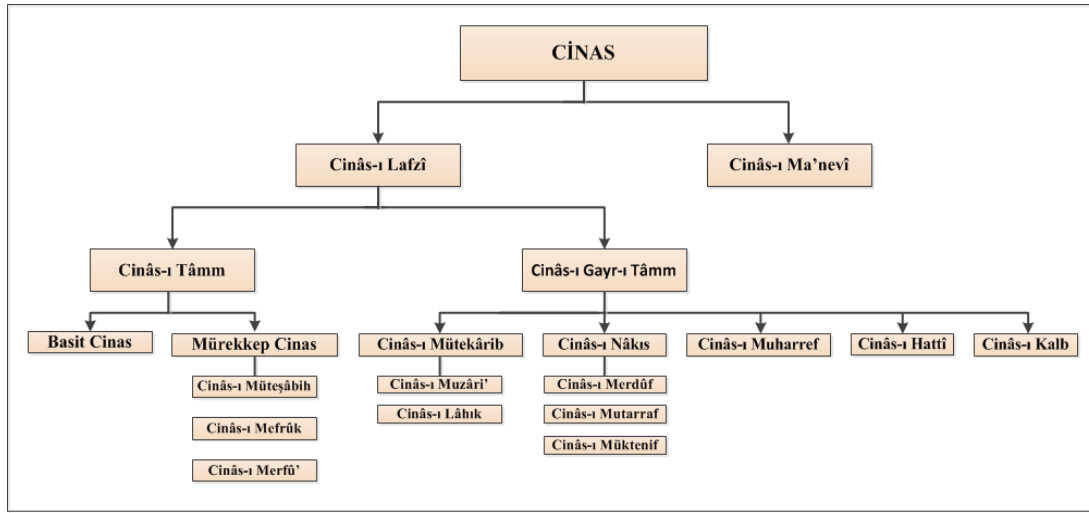 CİNAS
Cinâs-ı Lafzî
Cinâs-ı Ma’nevî
Cinâs-ı Tâmm
Cinâs-ı Gayr-ı Tâmm
Basit Cinas
Mürekkep Cinas
Cinâs-ı Mütekârib
Cinâs-ı Nâkıs
Cinâs-ı Muharref
Cinâs-ı Hattî
Cinâs-ı Kalb
Cinâs-ı Müteşâbih
Cinâs-ı Muzâri’
Cinâs-ı Merdûf
Cinâs-ı Mefrûk
Cinâs-ı Lâhık
Cinâs-ı Mutarraf
Cinâs-ı Merfû’
Cinâs-ı Müktenif